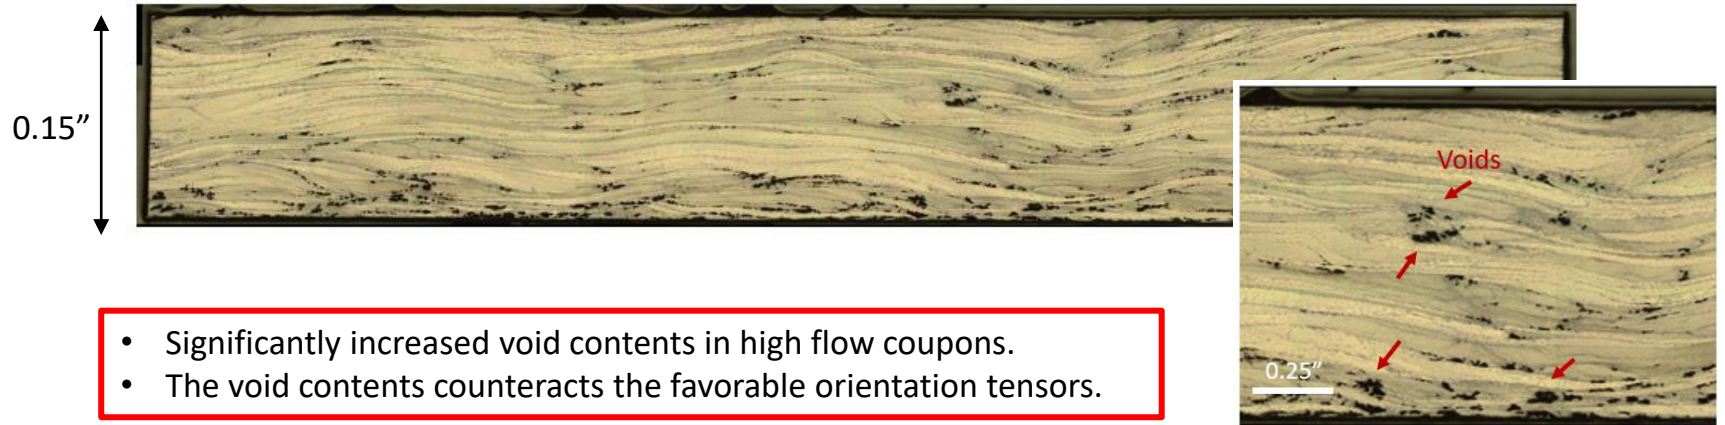 0.15”
Voids
0.25”
• Significantly increased void contents in high flow coupons.
• The void contents counteracts the favorable orientation tensors.